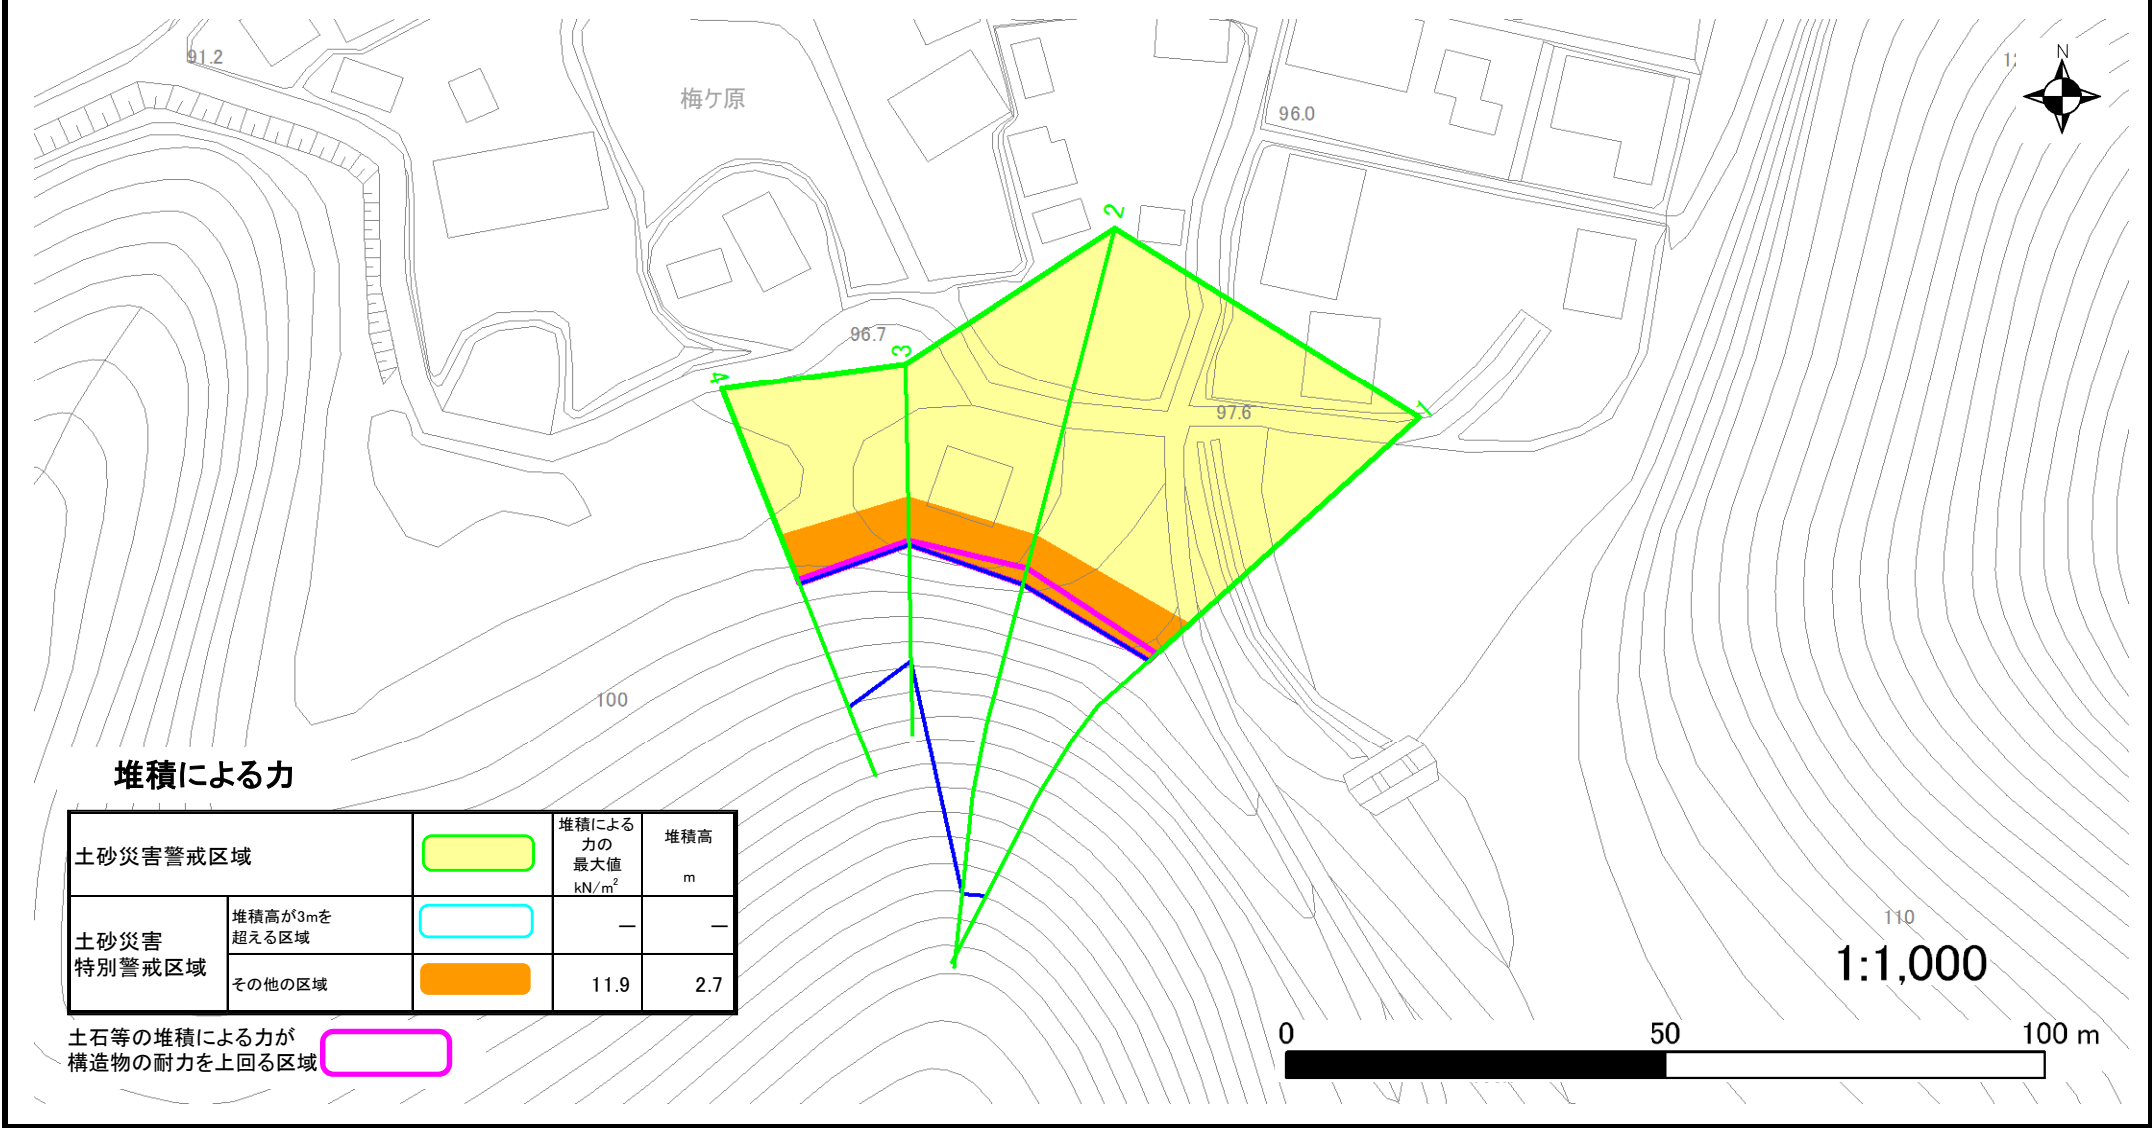 91.2
梅ケ原
96.0
N
2
96.7
3
4
97.6
1
100
堆積による力
土砂災害警戒区域
堆積による
力の
最大値
kN/m²
堆積高
m
土砂災害
特別警戒区域
堆積高が3mを
超える区域
—
—
その他の区域
11.9
2.7
土石等の堆積による力が
構造物の耐力を上回る区域
110
1:1,000
0 50 100 m